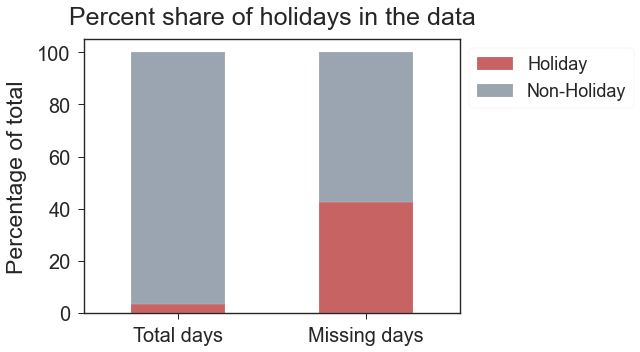 Percent share of holidays in the data
Percentage of total
100
80
60
40
20
0
Total days
Missing days
Holiday
Non-Holiday